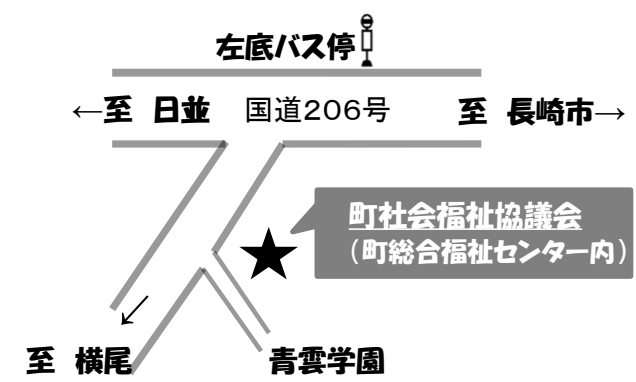 左底バス停
←至 日並 国道206号 至 長崎市→
町社会福祉協議会
（町総合福祉センター内）
至 横尾 青雲学園